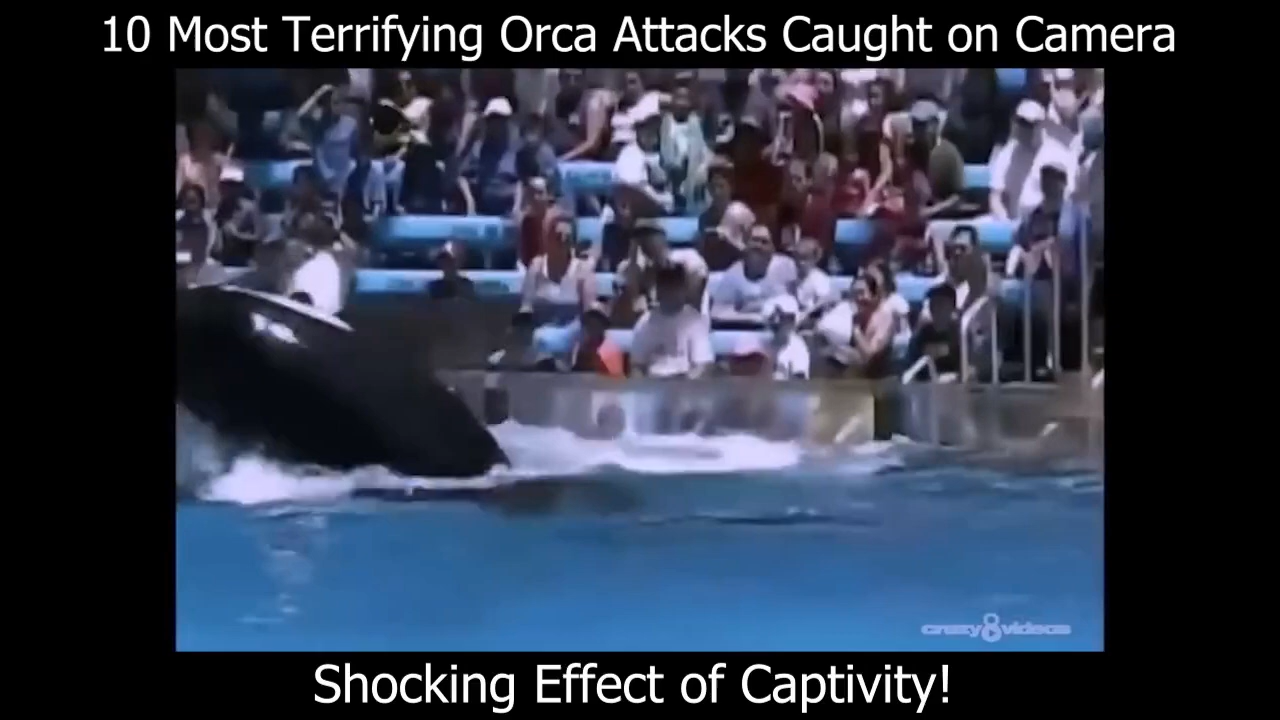 10 Most Terrifying Orca Attacks Caught on Camera
crazy8videos
Shocking Effect of Captivity!